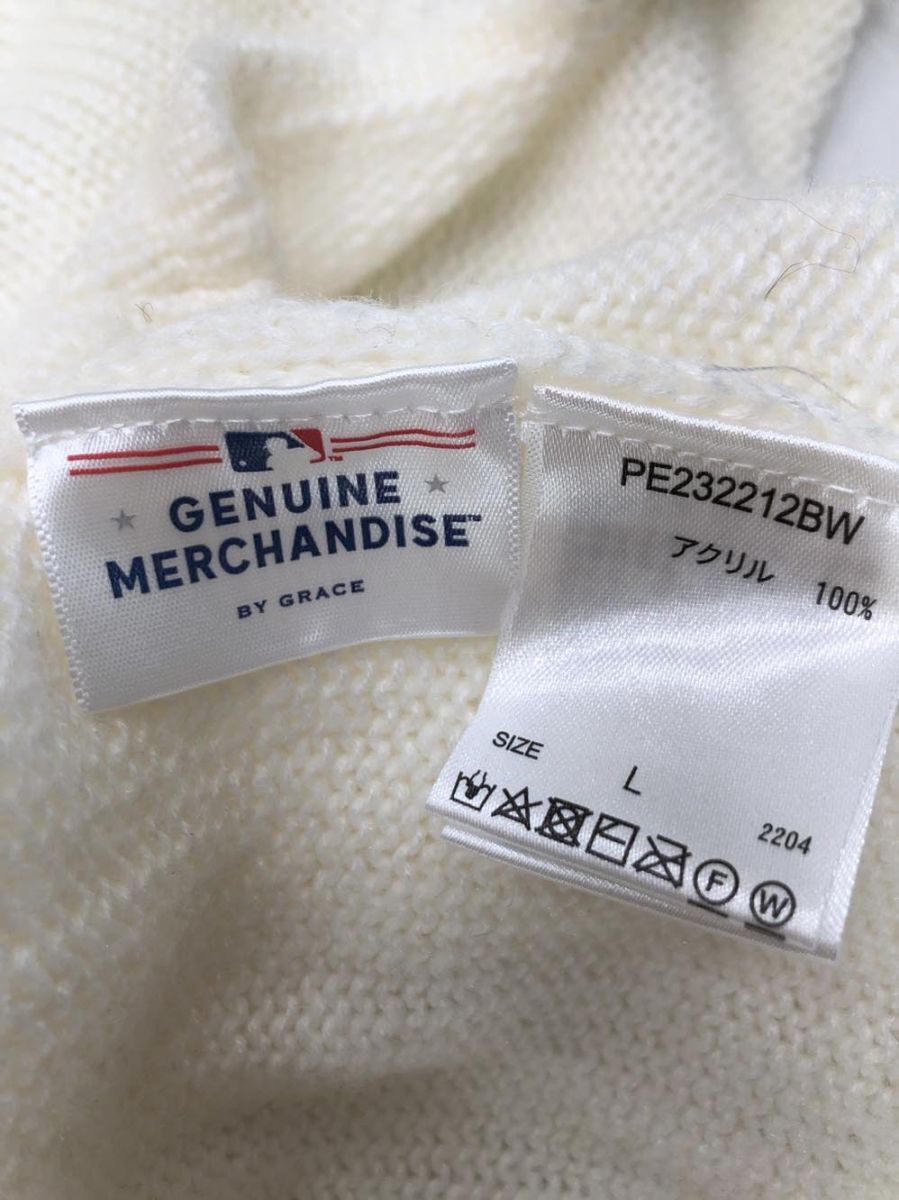 GENUINE
MERCHANDISE™
BY GRACE
PE232212BW
アクリル 100%
SIZE
L
2204
F W